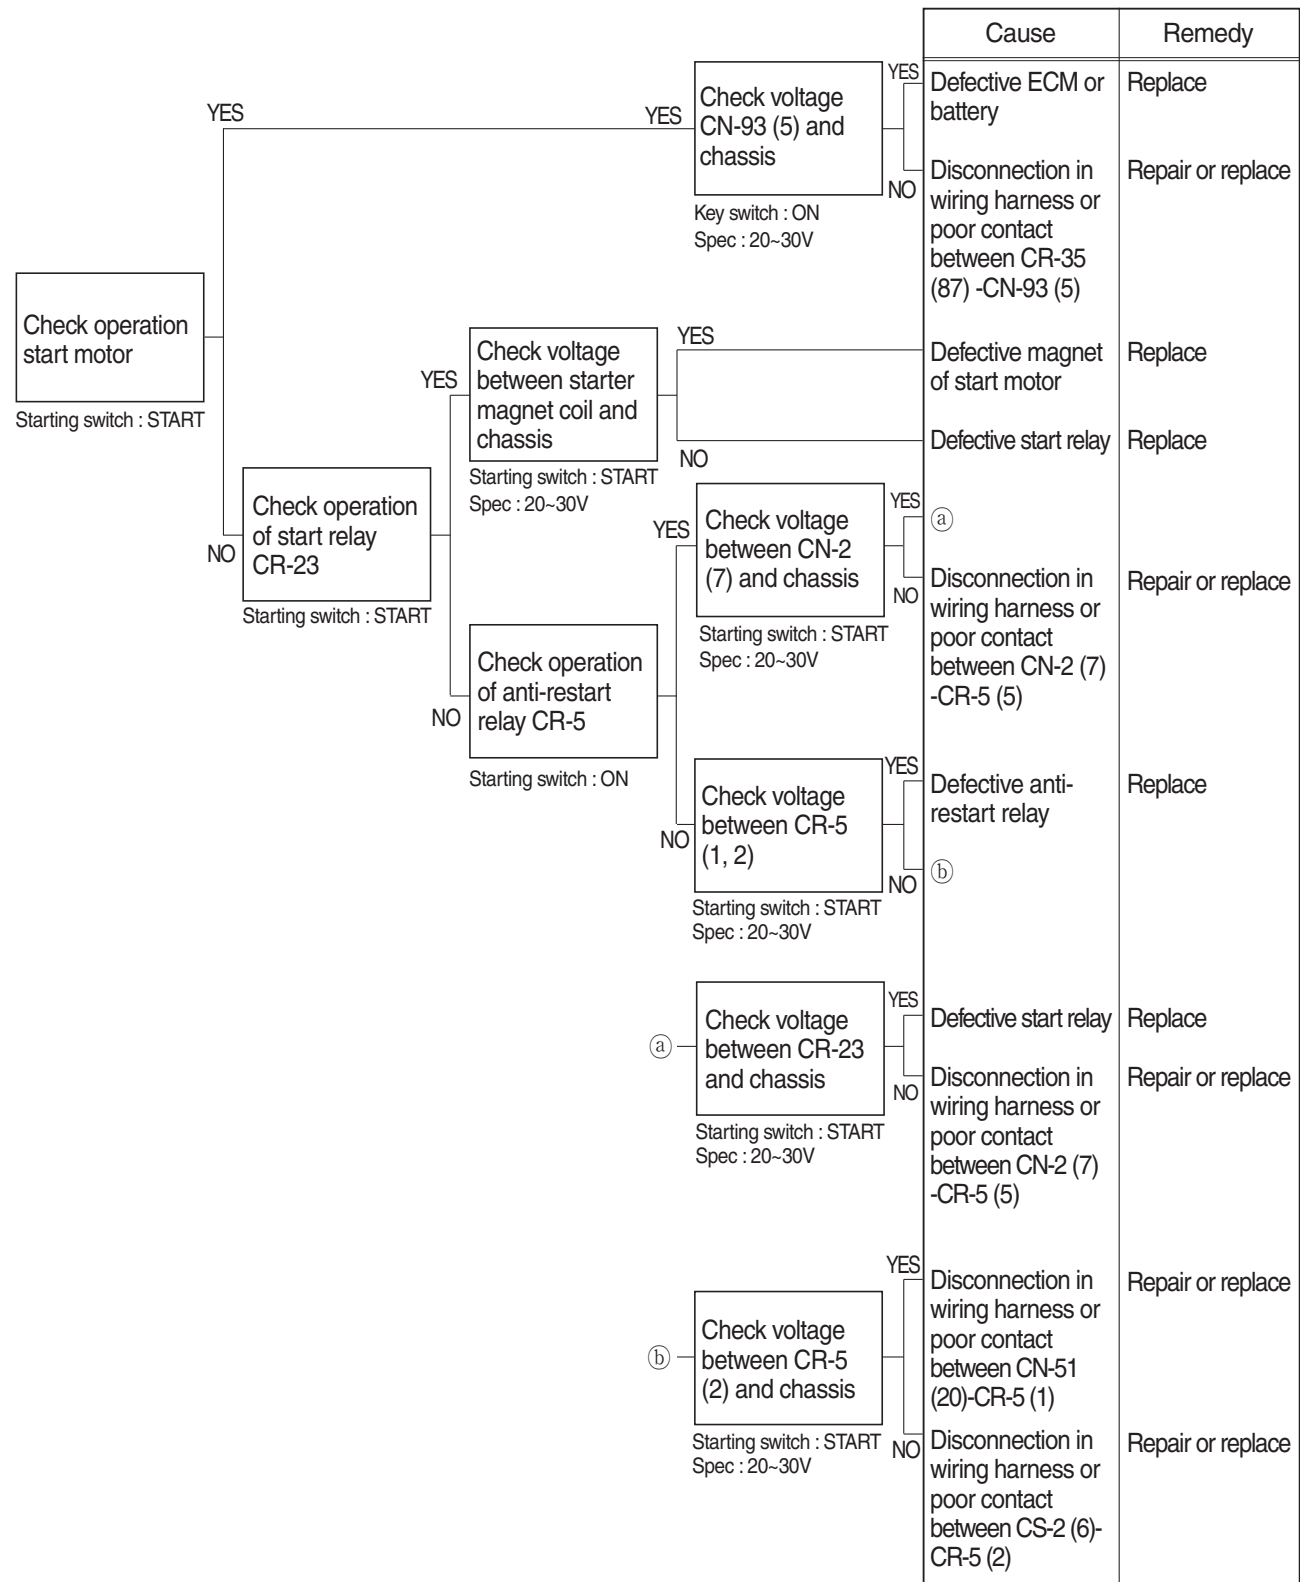 Cause
Remedy
YES
YES
Check voltage
CN-93 (5) and
chassis
Key switch : ON
Spec : 20~30V
YES
Defective ECM or
battery
Replace
NO
Disconnection in
wiring harness or
poor contact
between CR-35
(87) -CN-93 (5)
Repair or replace
Check operation
start motor
Starting switch : START
NO
Check operation
of start relay
CR-23
Starting switch : START
YES
Check voltage
between starter
magnet coil and
chassis
Starting switch : START
Spec : 20~30V
YES
Defective magnet
of start motor
Replace
NO
Defective start relay
Replace
NO
Check operation
of anti-restart
relay CR-5
Starting switch : ON
YES
Check voltage
between CN-2
(7) and chassis
Starting switch : START
Spec : 20~30V
YES
ⓐ
NO
Disconnection in
wiring harness or
poor contact
between CN-2 (7)
-CR-5 (5)
Repair or replace
NO
Check voltage
between CR-5
(1, 2)
Starting switch : START
Spec : 20~30V
YES
Defective anti-
restart relay
Replace
NO
ⓑ
ⓐ
Check voltage
between CR-23
and chassis
Starting switch : START
Spec : 20~30V
YES
Defective start relay
Replace
NO
Disconnection in
wiring harness or
poor contact
between CN-2 (7)
-CR-5 (5)
Repair or replace
ⓑ
Check voltage
between CR-5
(2) and chassis
Starting switch : START
Spec : 20~30V
YES
Disconnection in
wiring harness or
poor contact
between CN-51
(20)-CR-5 (1)
Repair or replace
NO
Disconnection in
wiring harness or
poor contact
between CS-2 (6)-
CR-5 (2)
Repair or replace